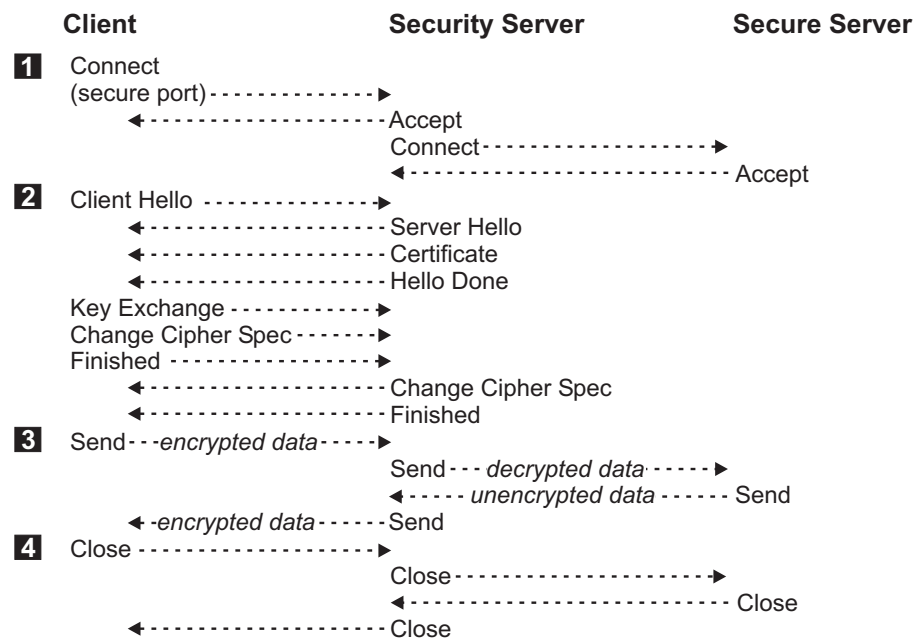 Client Security Server Secure Server
1 Connect
(secure port)
Accept
Connect
Accept
2 Client Hello
Server Hello
Certificate
Hello Done
Key Exchange
Change Cipher Spec
Finished
Change Cipher Spec
Finished
3 Send encrypted data
Send decrypted data
unencrypted data Send
encrypted data Send
4 Close
Close
Close
Close